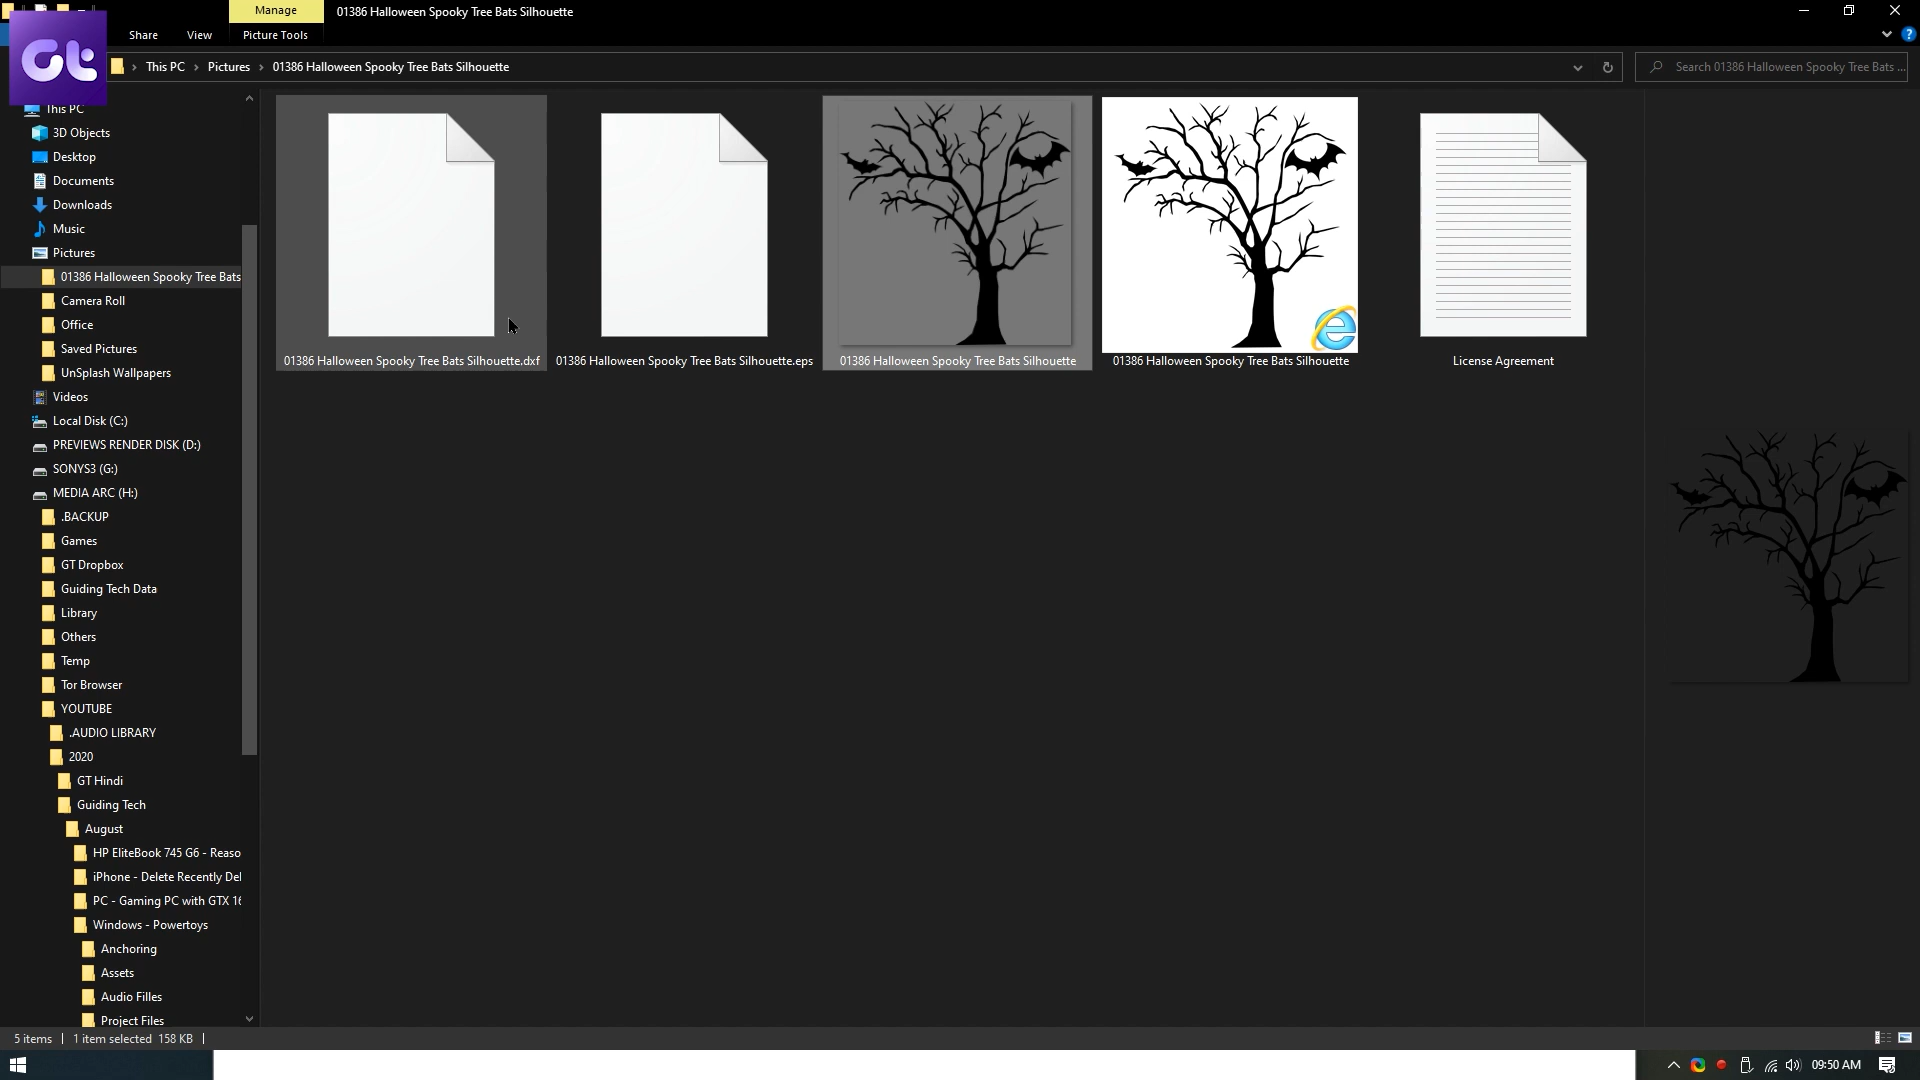 Manage
01386 Halloween Spooky Tree Bats Silhouette
Share
View
Picture Tools
Gt
This PC
Pictures
01386 Halloween Spooky Tree Bats Silhouette
Search 01386 Halloween Spooky Tree Bats ...
This PC
3D Objects
Desktop
Documents
Downloads
Music
Pictures
01386 Halloween Spooky Tree Bats
Camera Roll
Office
Saved Pictures
UnSplash Wallpapers
Videos
Local Disk (C:)
PREVIEWS RENDER DISK (D:)
SONYS3 (G:)
MEDIA ARC (H:)
.BACKUP
Games
GT Dropbox
Guiding Tech Data
Library
Others
Temp
Tor Browser
YOUTUBE
.AUDIO LIBRARY
2020
GT Hindi
Guiding Tech
August
HP EliteBook 745 G6 - Reaso
iPhone - Delete Recently Del
PC - Gaming PC with GTX 16
Windows - Powertoys
Anchoring
Assets
Audio Filles
Project Files
01386 Halloween Spooky Tree Bats Silhouette.dxf
01386 Halloween Spooky Tree Bats Silhouette.eps
01386 Halloween Spooky Tree Bats Silhouette
01386 Halloween Spooky Tree Bats Silhouette
License Agreement
5 items
1 item selected 158 KB
09:50 AM